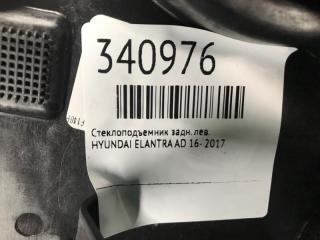 340976
Стеклоподъемник задн. лев.
HYUNDAI ELANTRA AD 16- 2017